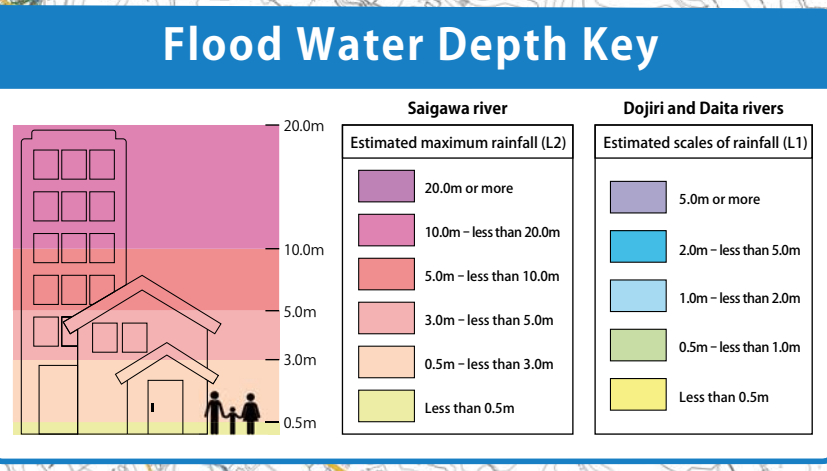 Flood Water Depth Key
20.0m
10.0m
5.0m
3.0m
0.5m
Saigawa river
Estimated maximum rainfall (L2)
20.0m or more
10.0m – less than 20.0m
5.0m – less than 10.0m
3.0m – less than 5.0m
0.5m – less than 3.0m
Less than 0.5m
Dojiri and Daita rivers
Estimated scales of rainfall (L1)
5.0m or more
2.0m – less than 5.0m
1.0m – less than 2.0m
0.5m – less than 1.0m
Less than 0.5m